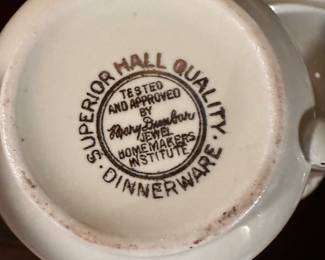 SUPERIOR HALL QUALITY
· DINNERWARE ·
TESTED
AND APPROVED
BY
Mary Dunbar
JEWEL
HOMEMAKERS
INSTITUTE